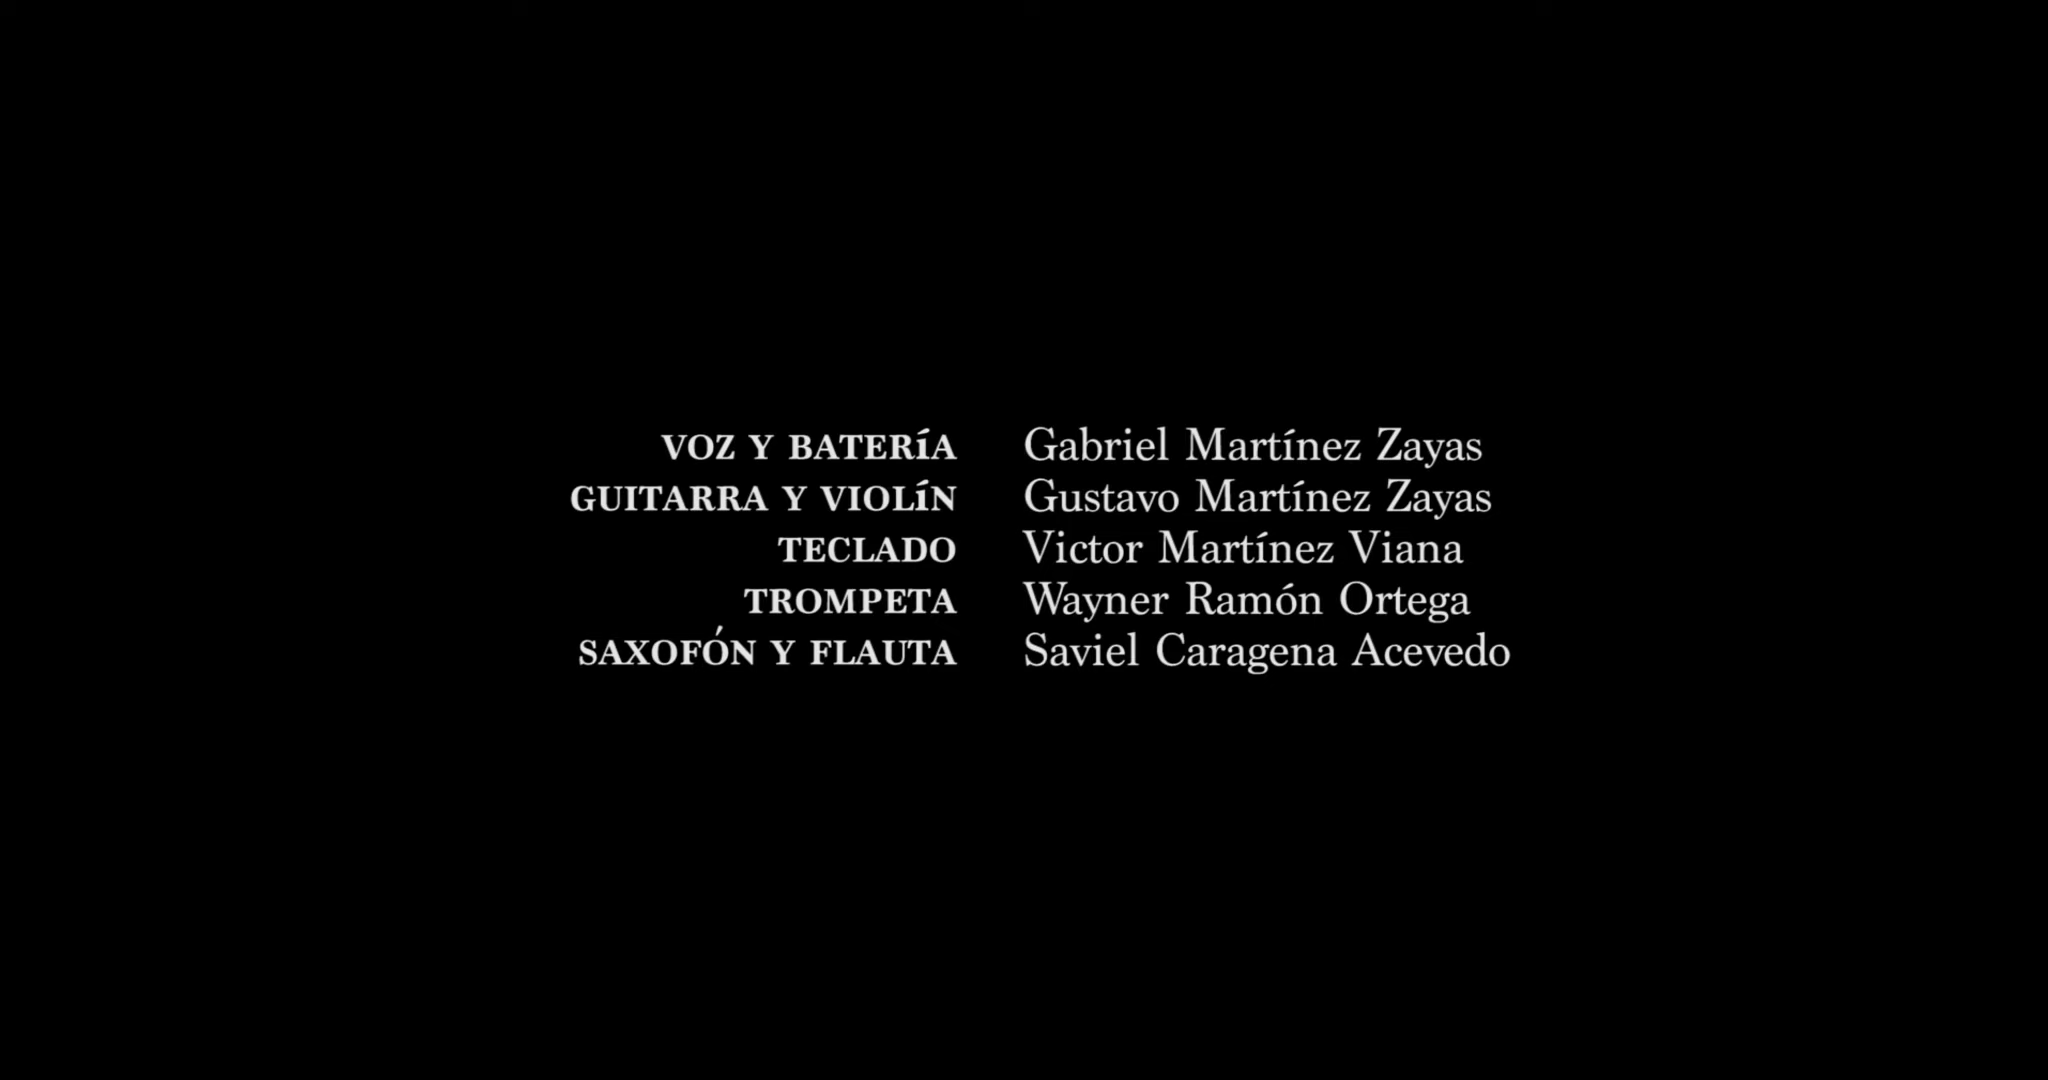 VOZ Y BATERÍA Gabriel Martínez Zayas
GUITARRA Y VIOLÍN Gustavo Martínez Zayas
TECLADO Victor Martínez Viana
TROMPETA Wayner Ramón Ortega
SAXOFÓN Y FLAUTA Saviel Caragena Acevedo